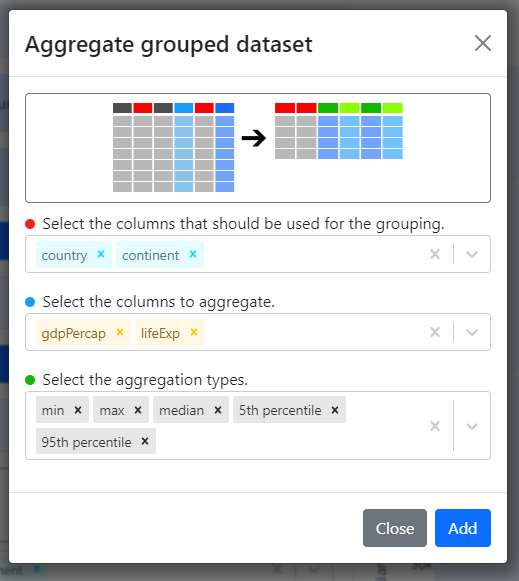 Aggregate grouped dataset
Select the columns that should be used for the grouping.
country × continent ×
Select the columns to aggregate.
gdpPercap × lifeExp ×
Select the aggregation types.
min × max × median × 5th percentile ×
95th percentile ×
Close Add